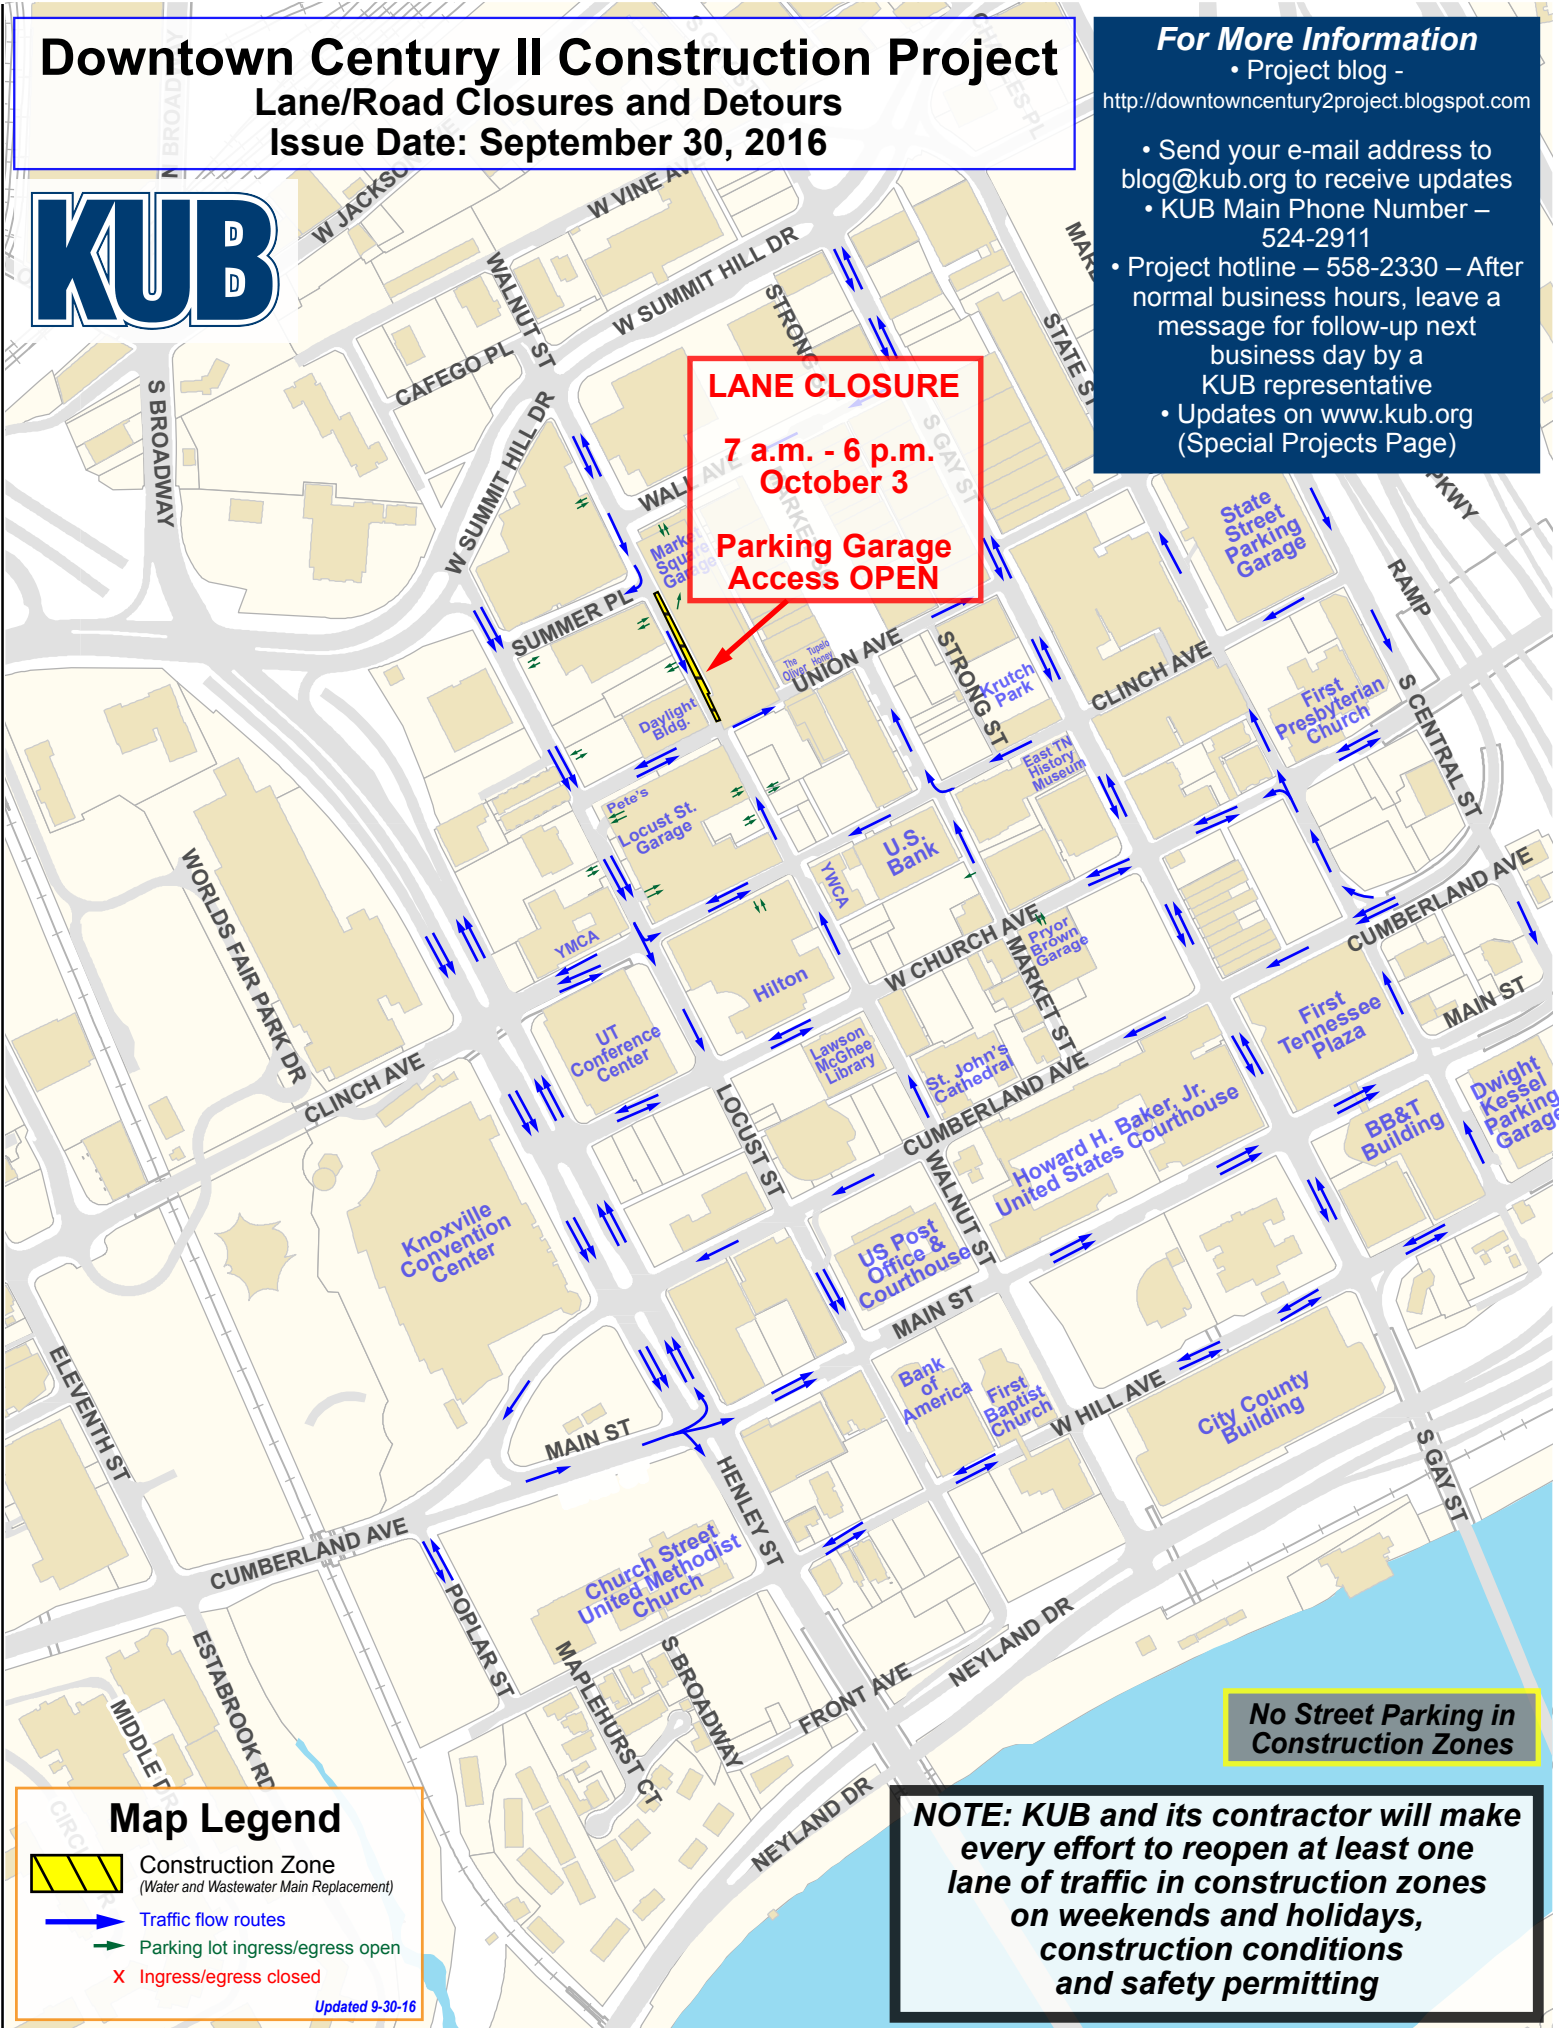 Downtown Century II Construction Project
Lane/Road Closures and Detours
Issue Date: September 30, 2016
For More Information
• Project blog -
http://downtowncentury2project.blogspot.com
• Send your e-mail address to
blog@kub.org to receive updates
• KUB Main Phone Number –
524-2911
• Project hotline – 558-2330 – After
normal business hours, leave a
message for follow-up next
business day by a
KUB representative
• Updates on www.kub.org
(Special Projects Page)
KUB
N BROADWAY
W JACKSON AVE
W VINE AVE
WALNUT ST
W SUMMIT HILL DR
CAFEGO PL
S BROADWAY
W SUMMIT HILL DR
STATE ST
S GAY ST
WALL AVE
LANE CLOSURE
7 a.m. - 6 p.m.
October 3
Parking Garage
Access OPEN
Market
Square
Garage
State
Street
Parking
Garage
PKWY
RAMP
SUMMER PL
The
Oliver
Tupelo
Honey
UNION AVE
STRONG ST
Krutch
Park
CLINCH AVE
First
Presbyterian
Church
S CENTRAL ST
Daylight
Bldg.
East TN
History
Museum
Pete's
Locust St.
Garage
U.S.
Bank
YWCA
WORLDS FAIR PARK DR
YMCA
Hilton
W CHURCH AVE
Pryor
Brown
Garage
MARKET ST
CUMBERLAND AVE
MAIN ST
First
Tennessee
Plaza
UT
Conference
Center
Lawson
McGhee
Library
St. John's
Cathedral
CUMBERLAND AVE
CLINCH AVE
LOCUST ST
Howard H. Baker, Jr.
United States Courthouse
BB&T
Building
Dwight
Kessel
Parking
Garage
WALNUT ST
Knoxville
Convention
Center
US Post
Office &
Courthouse
MAIN ST
ELEVENTH ST
Bank
of
America
First
Baptist
Church
W HILL AVE
City County
Building
S GAY ST
MAIN ST
HENLEY ST
CUMBERLAND AVE
Church Street
United Methodist
Church
POPLAR ST
ESTABROOK RD
MIDDLE DR
MAPLEHURST CT
S BROADWAY
FRONT AVE
NEYLAND DR
NEYLAND DR
No Street Parking in
Construction Zones
Map Legend
Construction Zone
(Water and Wastewater Main Replacement)
Traffic flow routes
Parking lot ingress/egress open
X Ingress/egress closed
Updated 9-30-16
NOTE: KUB and its contractor will make
every effort to reopen at least one
lane of traffic in construction zones
on weekends and holidays,
construction conditions
and safety permitting